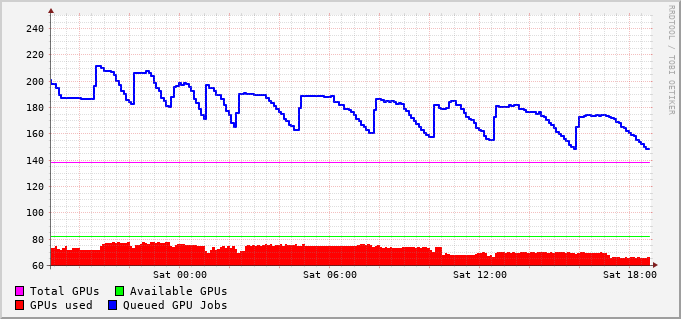 240
220
200
180
160
140
120
100
80
60
Sat 00:00 Sat 06:00 Sat 12:00 Sat 18:00
Total GPUs Available GPUs
GPUs used Queued GPU Jobs
RRDTOOL / TOBI OETIKER